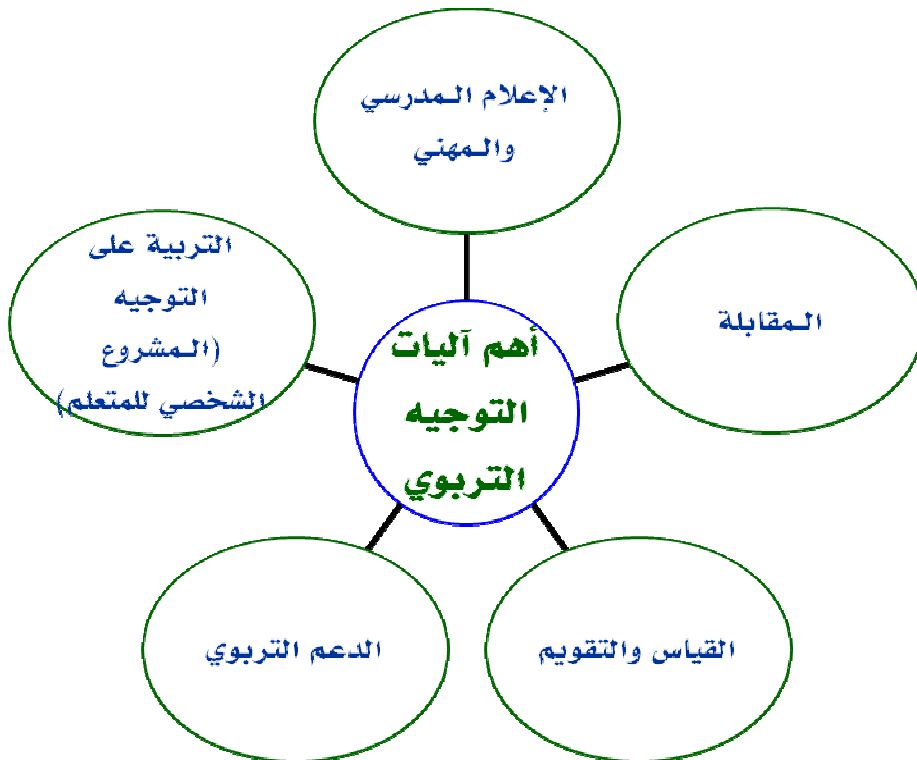 الإعلام المدرسي
والمهني
المقابلة
التربية على
التوجيه
(المشروع
الشخصي للمتعلم)
أهم آليات
التوجيه
التربوي
القياس والتقويم
الدعم التربوي